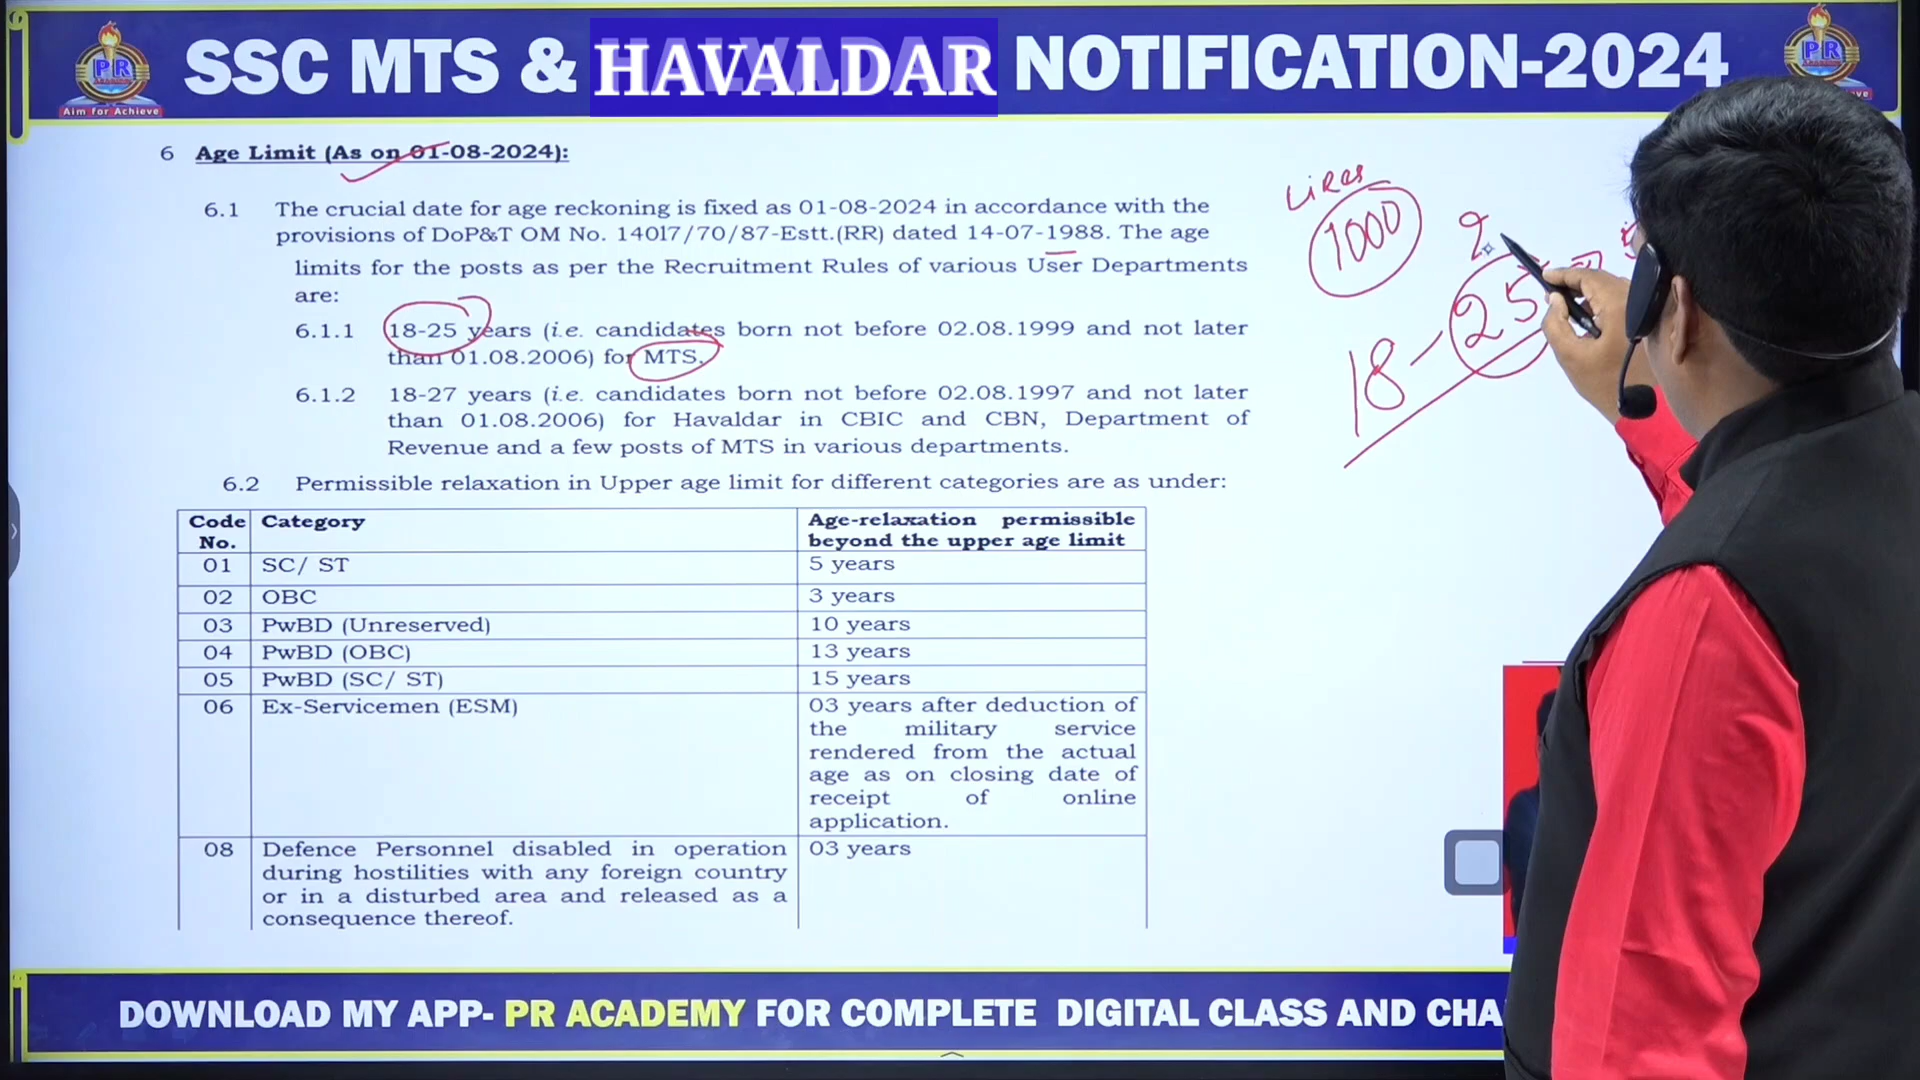 SSC MTS & HAVALDAR NOTIFICATION-2024
PR
Aim For Achieve
PR
6 Age Limit (As on 01-08-2024):
6.1 The crucial date for age reckoning is fixed as 01-08-2024 in accordance with the
provisions of DoP&T OM No. 14017/70/87-Estt.(RR) dated 14-07-1988. The age
limits for the posts as per the Recruitment Rules of various User Departments
are:
6.1.1 18-25 years (i.e. candidates born not before 02.08.1999 and not later
than 01.08.2006) for MTS.
6.1.2 18-27 years (i.e. candidates born not before 02.08.1997 and not later
than 01.08.2006) for Havaldar in CBIC and CBN, Department of
Revenue and a few posts of MTS in various departments.
6.2 Permissible relaxation in Upper age limit for different categories are as under:
Code No. Category Age-relaxation permissible beyond the upper age limit
01 SC/ ST 5 years
02 OBC 3 years
03 PwBD (Unreserved) 10 years
04 PwBD (OBC) 13 years
05 PwBD (SC/ ST) 15 years
06 Ex-Servicemen (ESM) 03 years after deduction of
the military service
rendered from the actual
age as on closing date of
receipt of online
application.
08 Defence Personnel disabled in operation 03 years
during hostilities with any foreign country
or in a disturbed area and released as a
consequence thereof.
Likes
1000
18-25
DOWNLOAD MY APP- PR ACADEMY FOR COMPLETE DIGITAL CLASS AND CHA